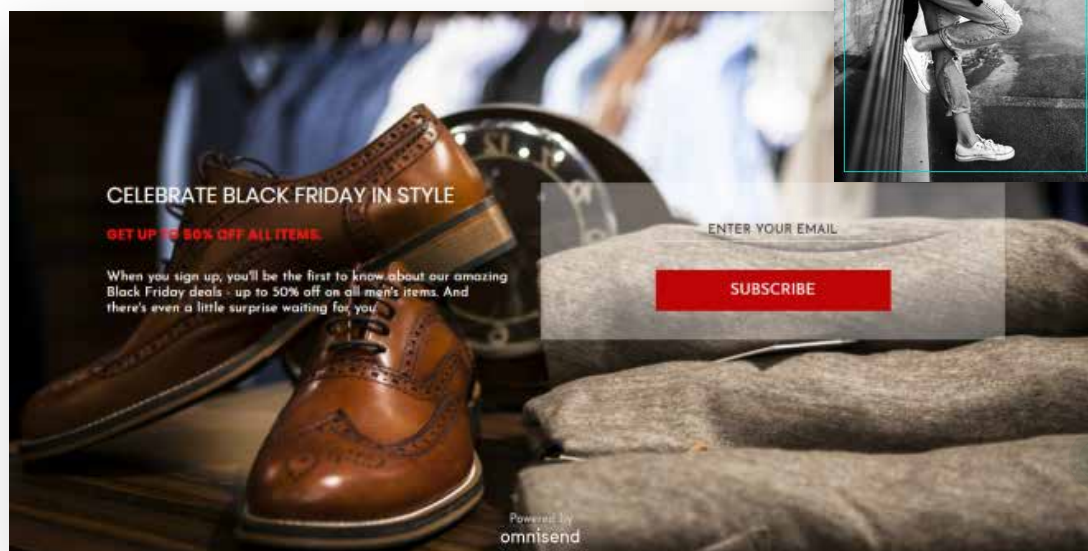 CELEBRATE BLACK FRIDAY IN STYLE
GET UP TO 50% OFF ALL ITEMS.
When you sign up, you'll be the first to know about our amazing
Black Friday deals - up to 50% off on all men's items. And
there's even a little surprise waiting for you.
ENTER YOUR EMAIL
SUBSCRIBE
Powered by
omnisend